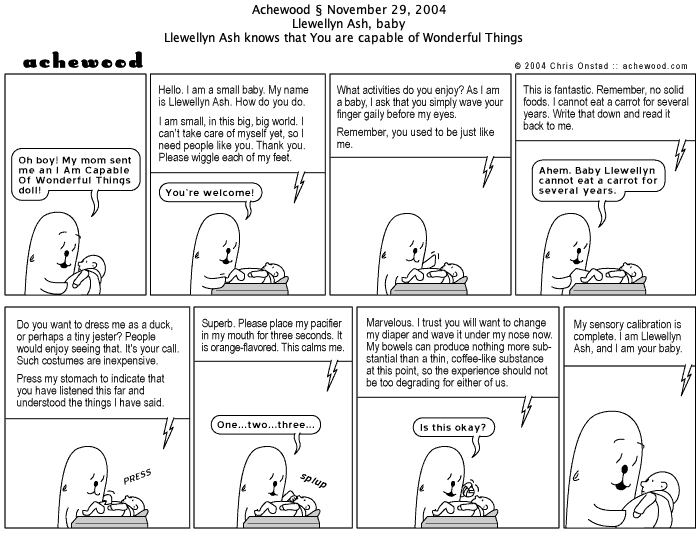 Achewood § November 29, 2004
Llewellyn Ash, baby
Llewellyn Ash knows that You are capable of Wonderful Things
achewood
© 2004 Chris Onstad :: achewood.com
Oh boy! My mom sent
me an I Am Capable
Of Wonderful Things
doll!
Hello. I am a small baby. My name
is Llewellyn Ash. How do you do.
I am small, in this big, big world. I
can't take care of myself yet, so I
need people like you. Thank you.
Please wiggle each of my feet.
You're welcome!
What activities do you enjoy? As I am
a baby, I ask that you simply wave your
finger gaily before my eyes.
Remember, you used to be just like
me.
This is fantastic. Remember, no solid
foods. I cannot eat a carrot for several
years. Write that down and read it
back to me.
Ahem. Baby Llewellyn
cannot eat a carrot for
several years.
Do you want to dress me as a duck,
or perhaps a tiny jester? People
would enjoy seeing that. It's your call.
Such costumes are inexpensive.
Press my stomach to indicate that
you have listened this far and
understood the things I have said.
PRESS
Superb. Please place my pacifier
in my mouth for three seconds. It
is orange-flavored. This calms me.
One...two...three...
splup
Marvelous. I trust you will want to change
my diaper and wave it under my nose now.
My bowels can produce nothing more sub-
stantial than a thin, coffee-like substance
at this point, so the experience should not
be too degrading for either of us.
Is this okay?
My sensory calibration is
complete. I am Llewellyn
Ash, and I am your baby.